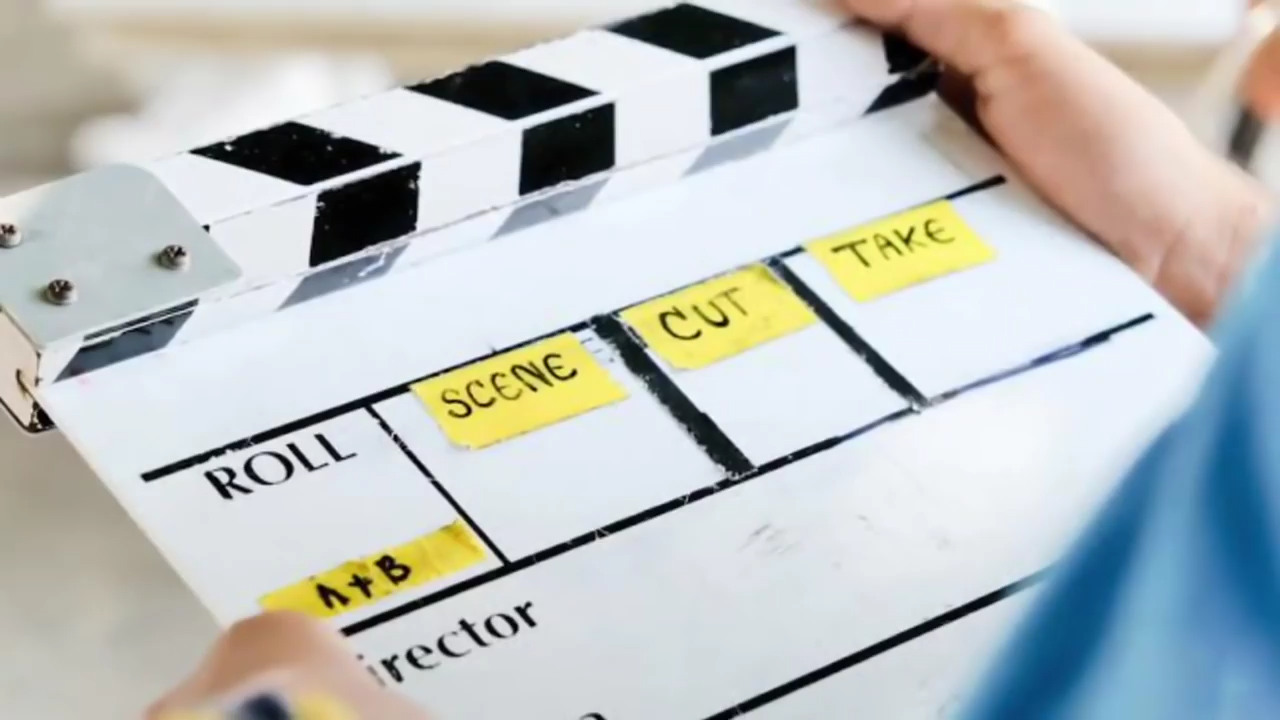 ROLL
SCENE
CUT
TAKE
A+B
irector